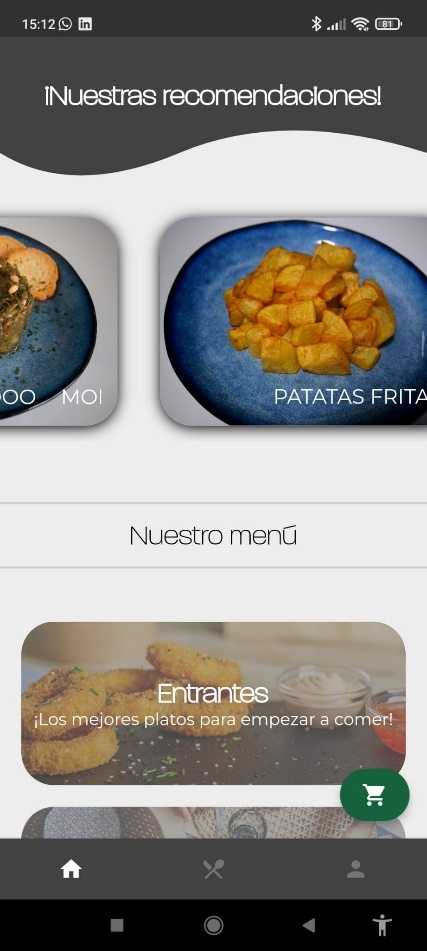 15:12
81
¡Nuestras recomendaciones!
PATATAS FRITA
Nuestro menú
Entrantes
¡Los mejores platos para empezar a comer!